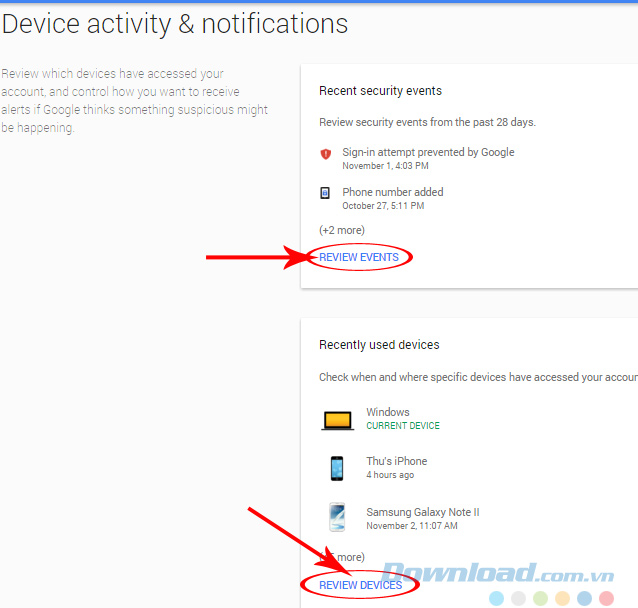 Device activity & notifications
Review which devices have accessed your
account, and control how you want to receive
alerts if Google thinks something suspicious might
be happening.
Recent security events
Review security events from the past 28 days.
Sign-in attempt prevented by Google
November 1, 4:03 PM
Phone number added
October 27, 5:11 PM
(+2 more)
REVIEW EVENTS
Recently used devices
Check when and where specific devices have accessed your accoun
Windows
CURRENT DEVICE
Thu's iPhone
4 hours ago
Samsung Galaxy Note II
November 2, 11:07 AM
more)
REVIEW DEVICES
Download.com.vn